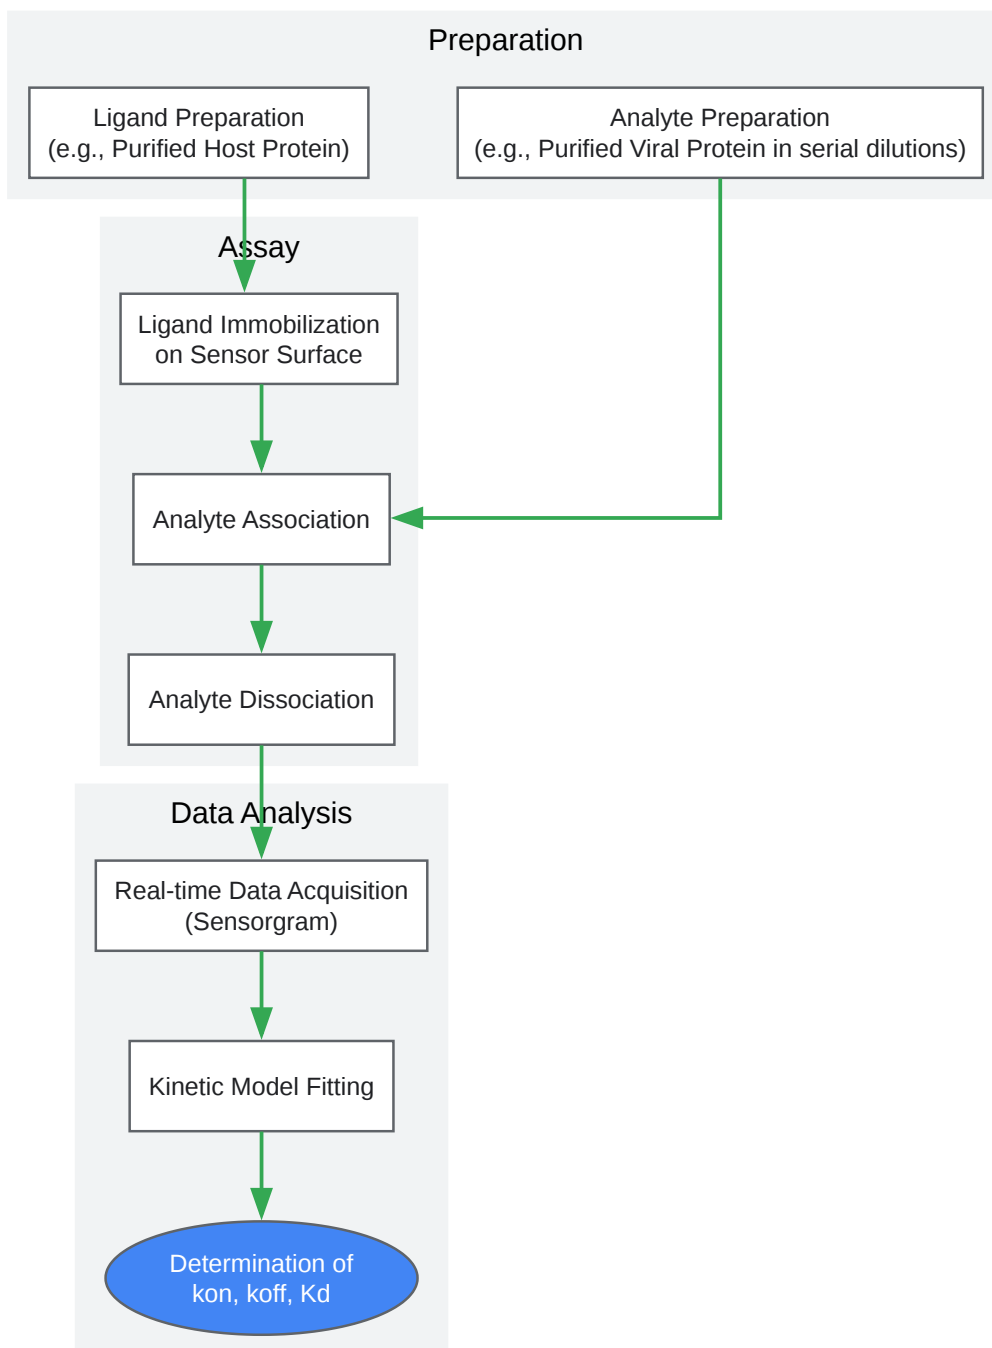 Preparation
Ligand Preparation
(e.g., Purified Host Protein)
Analyte Preparation
(e.g., Purified Viral Protein in serial dilutions)
Assay
Ligand Immobilization
on Sensor Surface
Analyte Association
Analyte Dissociation
Data Analysis
Real-time Data Acquisition
(Sensorgram)
Kinetic Model Fitting
Determination of
kon, koff, Kd